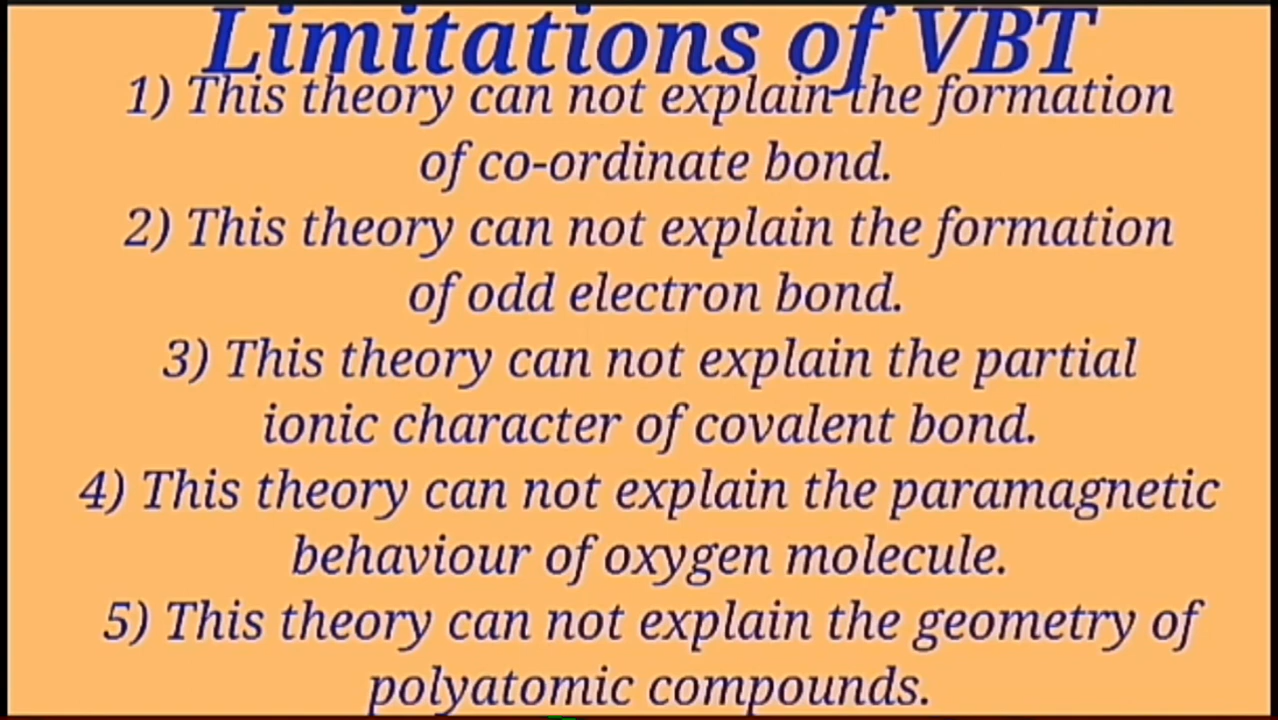 Limitations of VBT
1) This theory can not explain the formation
of co-ordinate bond.
2) This theory can not explain the formation
of odd electron bond.
3) This theory can not explain the partial
ionic character of covalent bond.
4) This theory can not explain the paramagnetic
behaviour of oxygen molecule.
5) This theory can not explain the geometry of
polyatomic compounds.